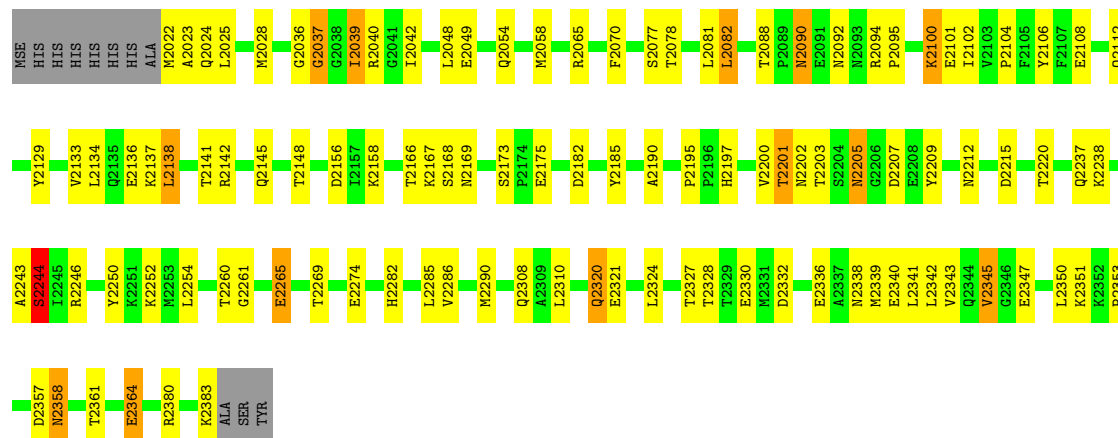 MSE HIS HIS HIS HIS HIS HIS ALA M2022 A2023 Q2024 L2025 M2028 G2036 G2037 G2038 I2039 R2040 G2041 I2042 L2048 E2049 Q2054 M2058 R2065 F2070 S2077 T2078 L2081 L2082 T2088 P2089 N2090 E2091 N2092 N2093 R2094 P2095 K2100 E2101 I2102 V2103 P2104 F2105 Y2106 F2107 E2108
Y2129 V2133 L2134 Q2135 E2136 K2137 L2138 T2141 R2142 Q2145 T2148 D2156 I2157 K2158 T2166 K2167 S2168 N2169 S2173 P2174 E2175 D2182 Y2185 A2190 P2195 P2196 H2197 V2200 T2201 N2202 T2203 S2204 N2205 G2206 D2207 E2208 Y2209 N2212 D2215 T2220 Q2237 K2238
A2243 S2244 I2245 R2246 Y2250 K2251 K2252 M2253 L2254 T2260 G2261 E2265 T2269 E2274 H2282 L2285 V2286 M2290 Q2308 A2309 L2310 Q2320 E2321 L2324 T2327 T2328 T2329 E2330 M2331 D2332 E2336 A2337 N2338 M2339 E2340 L2341 L2342 V2343 Q2344 V2345 G2346 E2347 L2350 K2351 K2352
D2357 N2358 T2361 E2364 R2380 K2383 ALA SER TYR